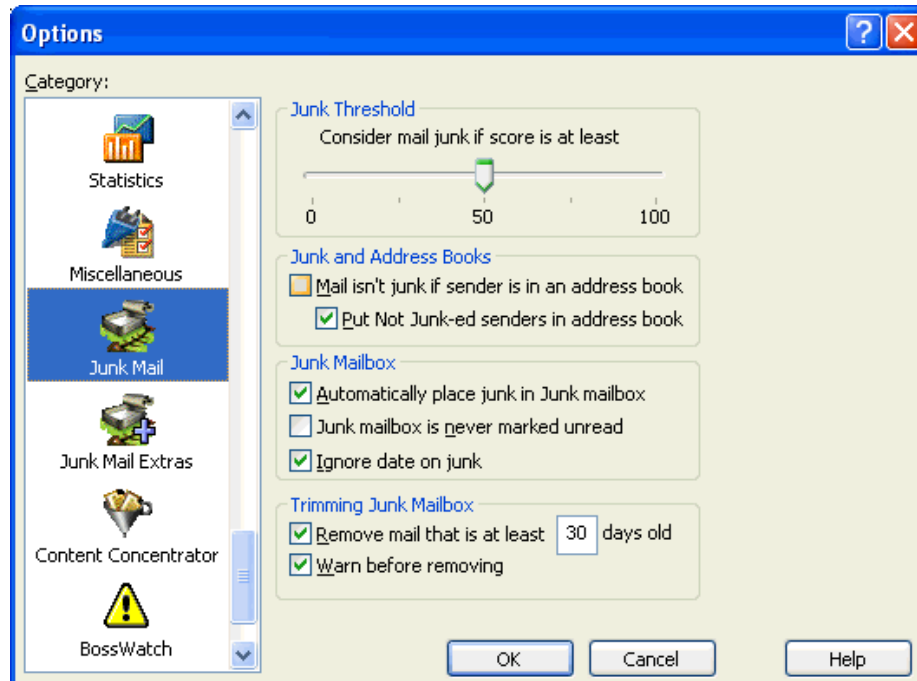 Options
Category:
Statistics
Miscellaneous
Junk Mail
Junk Mail Extras
Content Concentrator
BossWatch
Junk Threshold
Consider mail junk if score is at least
0 50 100
Junk and Address Books
Mail isn't junk if sender is in an address book
Put Not Junk-ed senders in address book
Junk Mailbox
Automatically place junk in Junk mailbox
Junk mailbox is never marked unread
Ignore date on junk
Trimming Junk Mailbox
Remove mail that is at least 30 days old
Warn before removing
OK Cancel Help